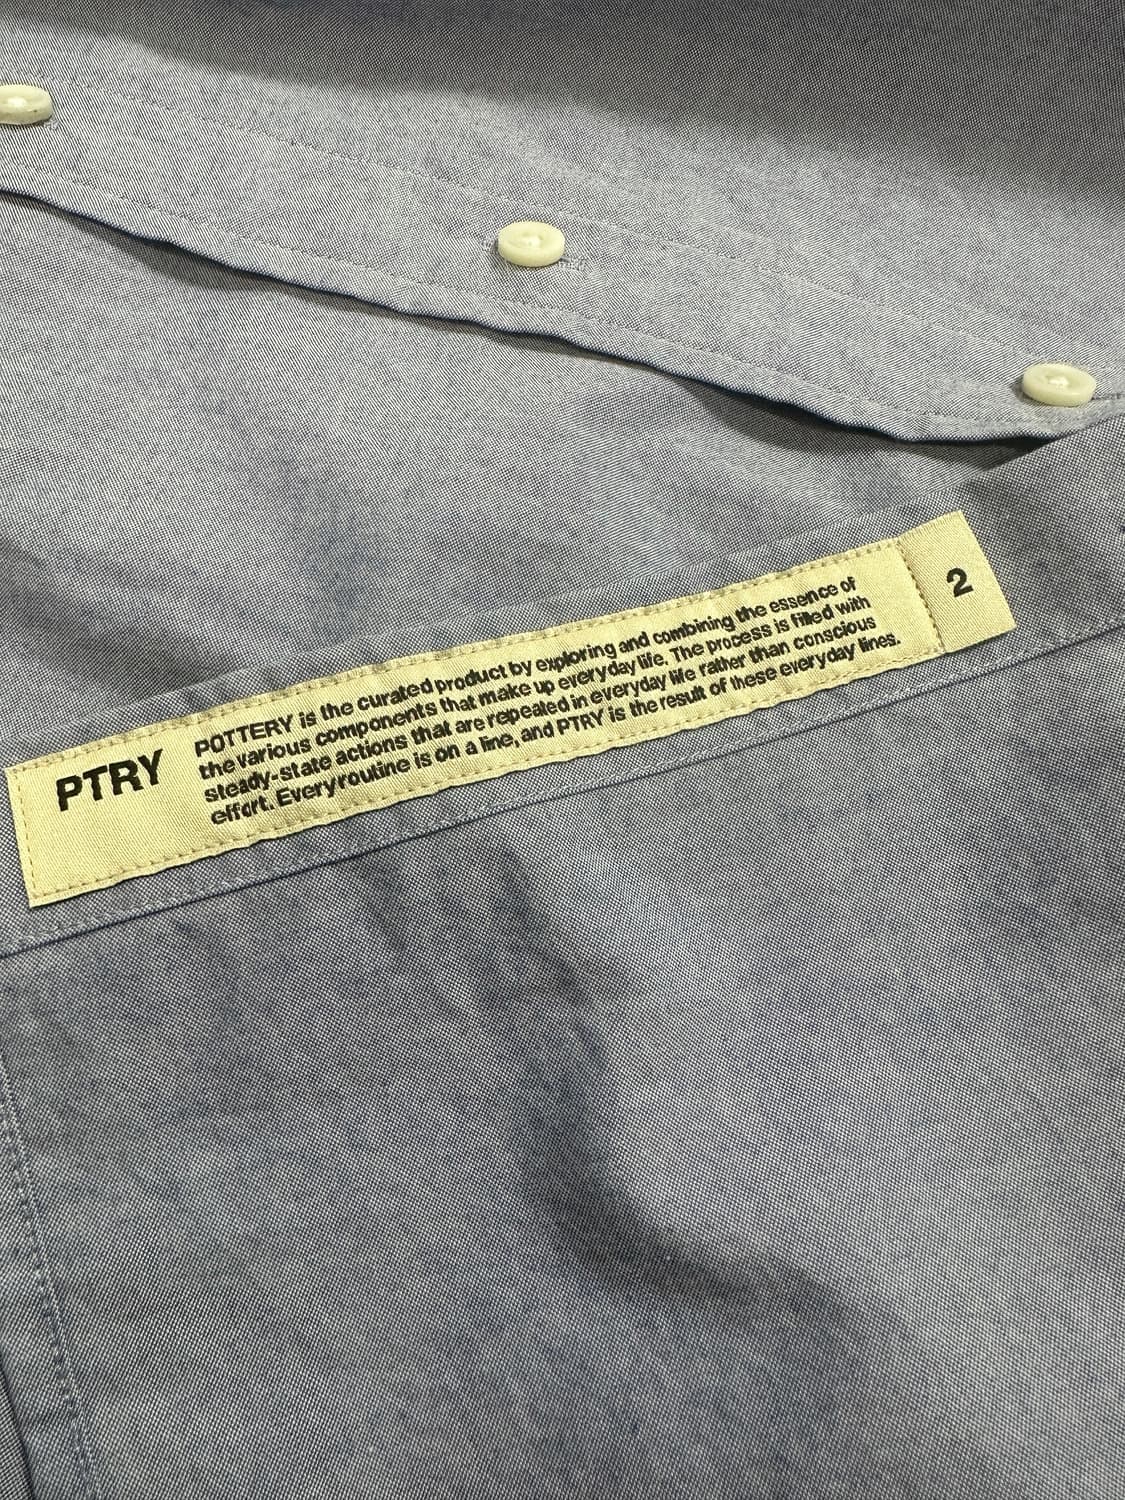 PTRY
POTTERY is the curated product by exploring and combining the essence of
the various components that make up everyday life. The process is filled with
steady-state actions that are repeated in everyday life rather than conscious
effort. Every routine is on a line, and PTRY is the result of these everyday lines.
2